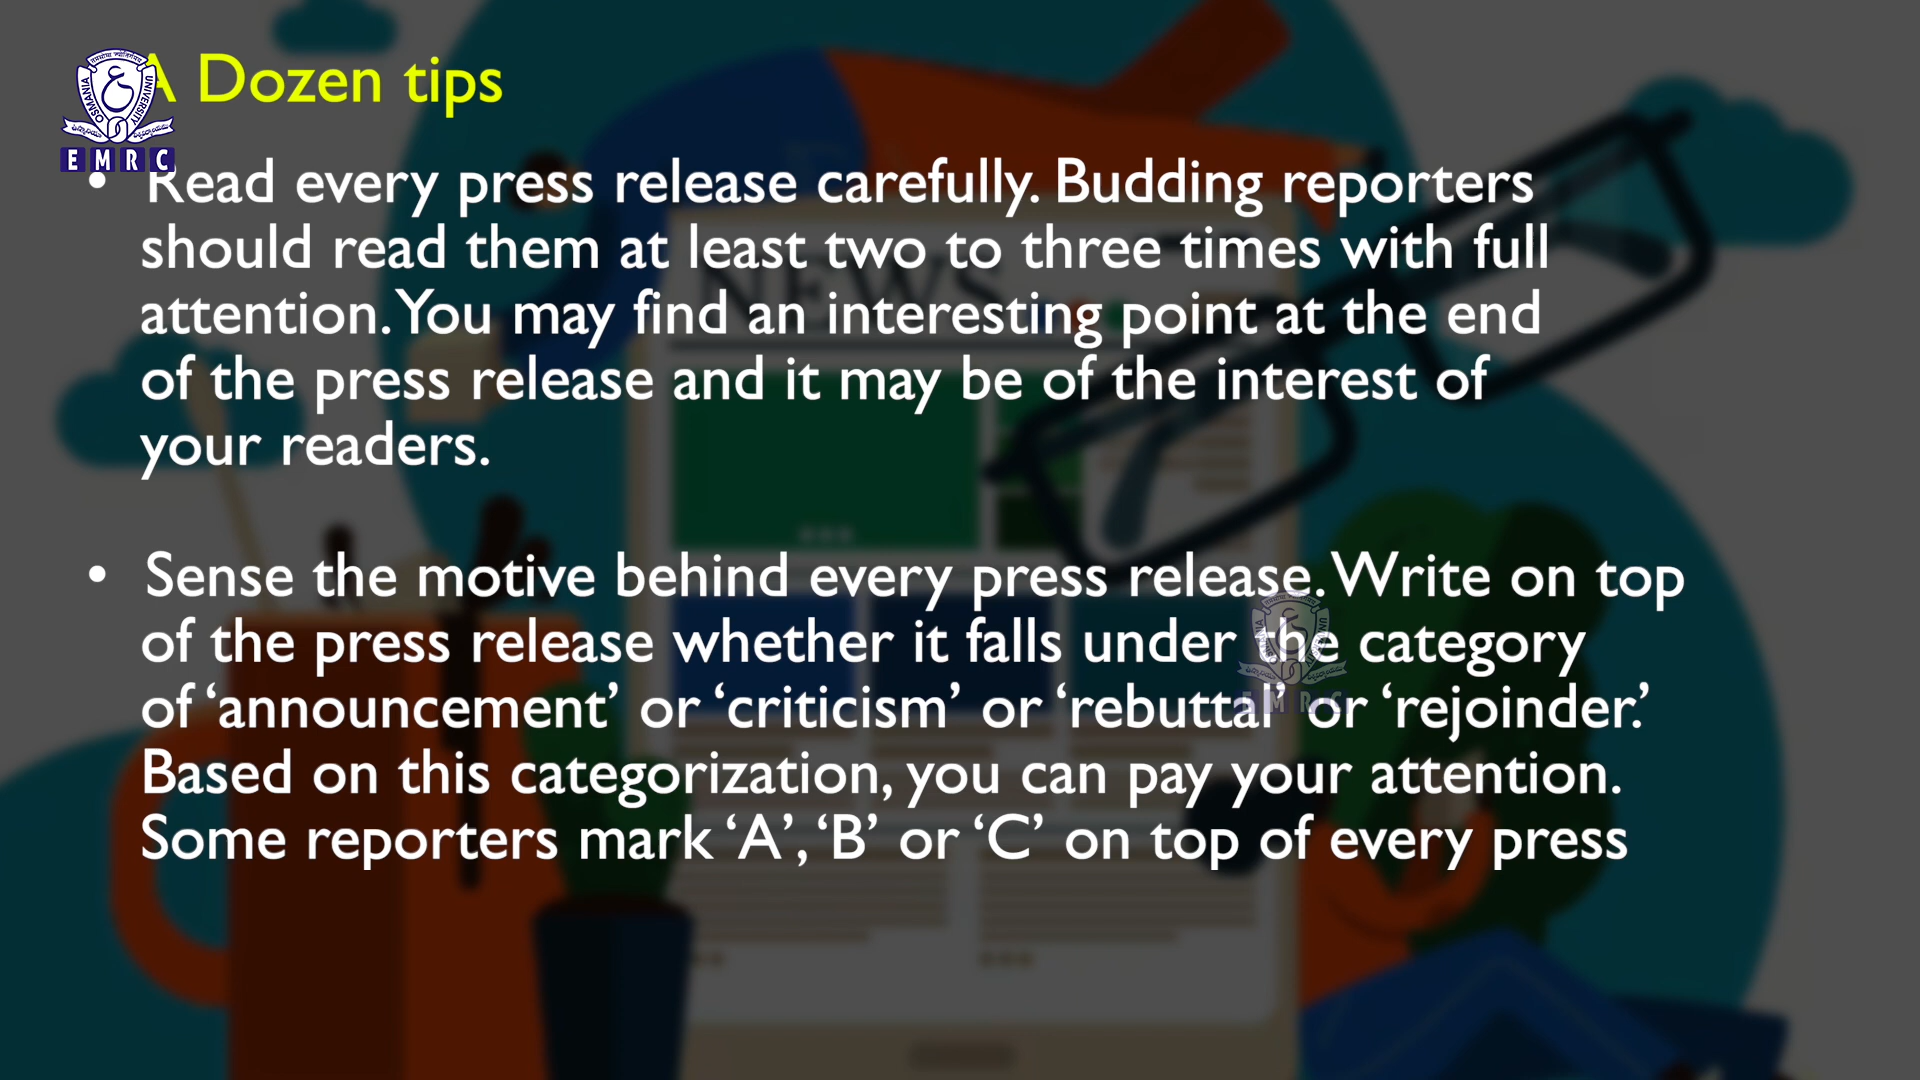 A Dozen tips
OSMANIA UNIVERSITY
E M R C
• Read every press release carefully. Budding reporters
should read them at least two to three times with full
attention. You may find an interesting point at the end
of the press release and it may be of the interest of
your readers.
• Sense the motive behind every press release. Write on top
of the press release whether it falls under the category
of ‘announcement’ or ‘criticism’ or ‘rebuttal’ or ‘rejoinder.’
Based on this categorization, you can pay your attention.
Some reporters mark ‘A’, ‘B’ or ‘C’ on top of every press
NEWS
E M R C